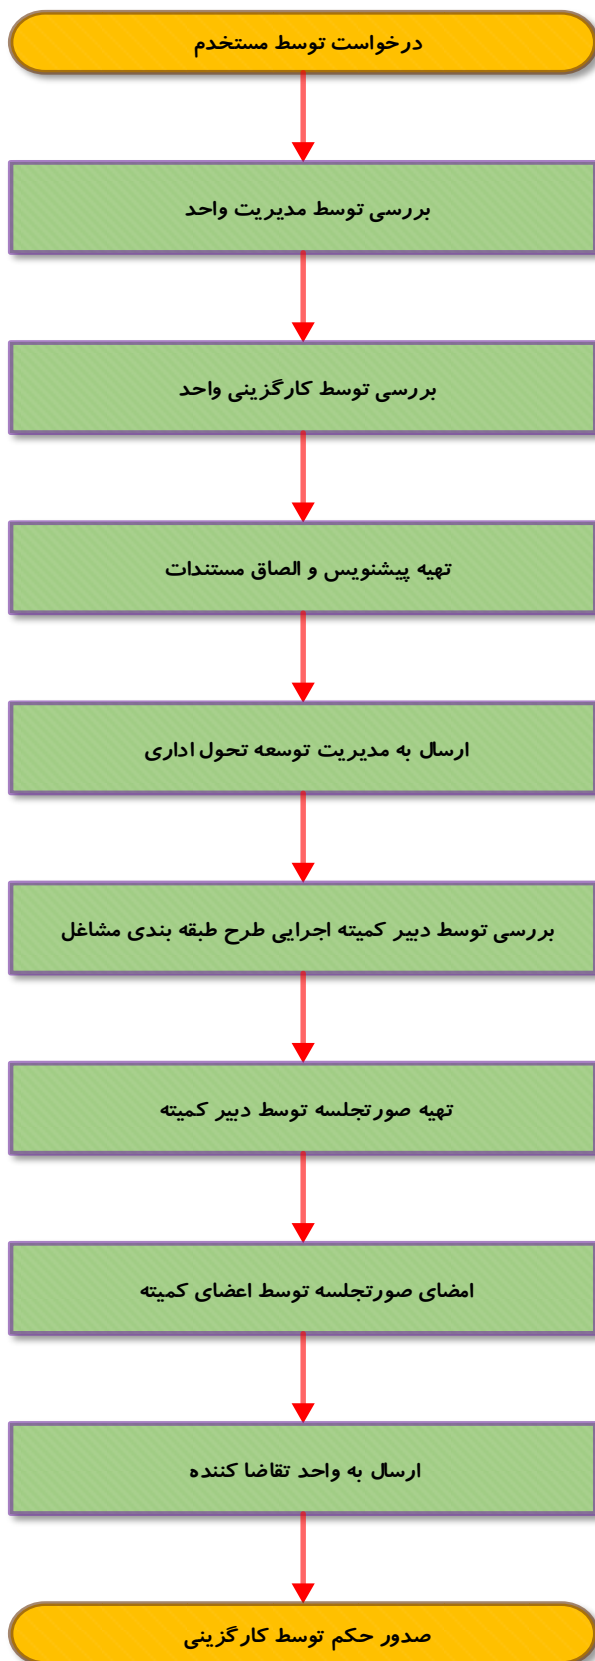 درخواست توسط مستخدم
بررسی توسط مدیریت واحد
بررسی توسط کارگزینی واحد
تهیه پیشنویس و الصاق مستندات
ارسال به مدیریت توسعه تحول اداری
بررسی توسط دبیر کمیته اجرایی طرح طبقه بندی مشاغل
تهیه صورتجلسه توسط دبیر کمیته
امضای صورتجلسه توسط اعضای کمیته
ارسال به واحد تقاضا کننده
صدور حکم توسط کارگزینی